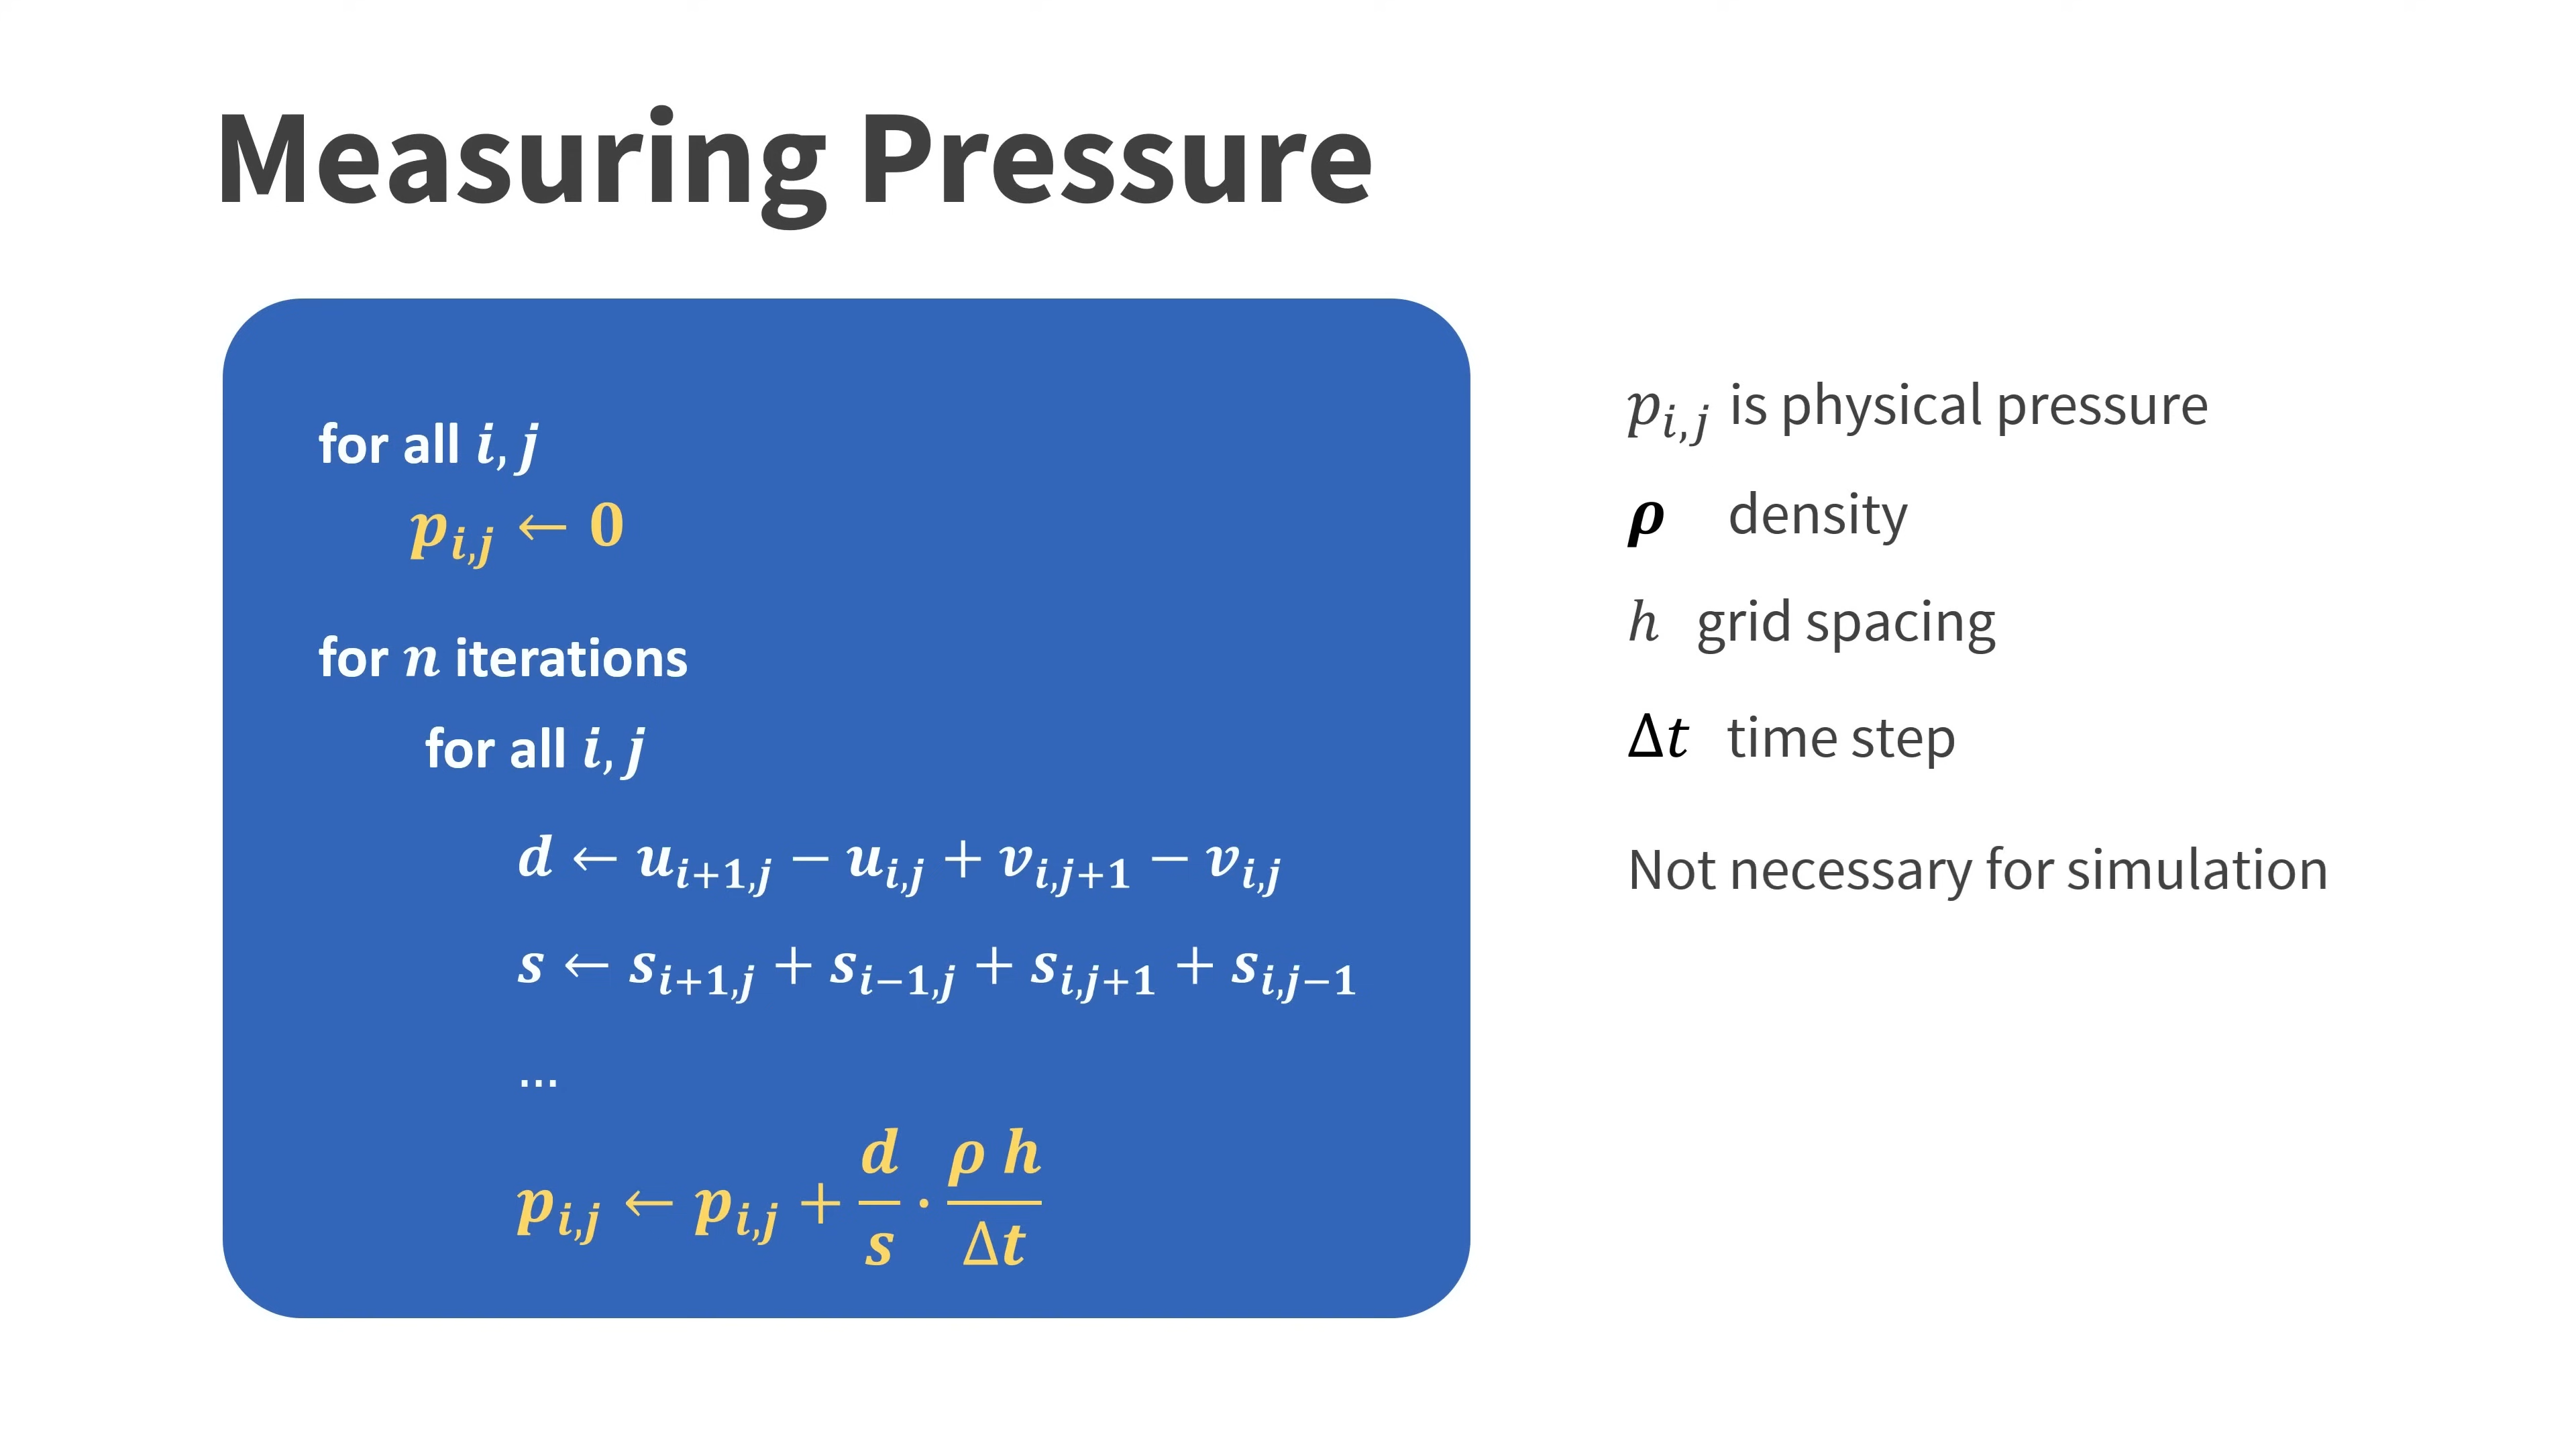 Measuring Pressure
for all i, j
p_{i,j} ← 0
for n iterations
for all i, j
d ← u_{i+1,j} − u_{i,j} + v_{i,j+1} − v_{i,j}
s ← s_{i+1,j} + s_{i−1,j} + s_{i,j+1} + s_{i,j−1}
...
p_{i,j} ← p_{i,j} + \frac{d}{s} · \frac{ρ h}{Δt}
p_{i,j} is physical pressure
ρ density
h grid spacing
Δt time step
Not necessary for simulation